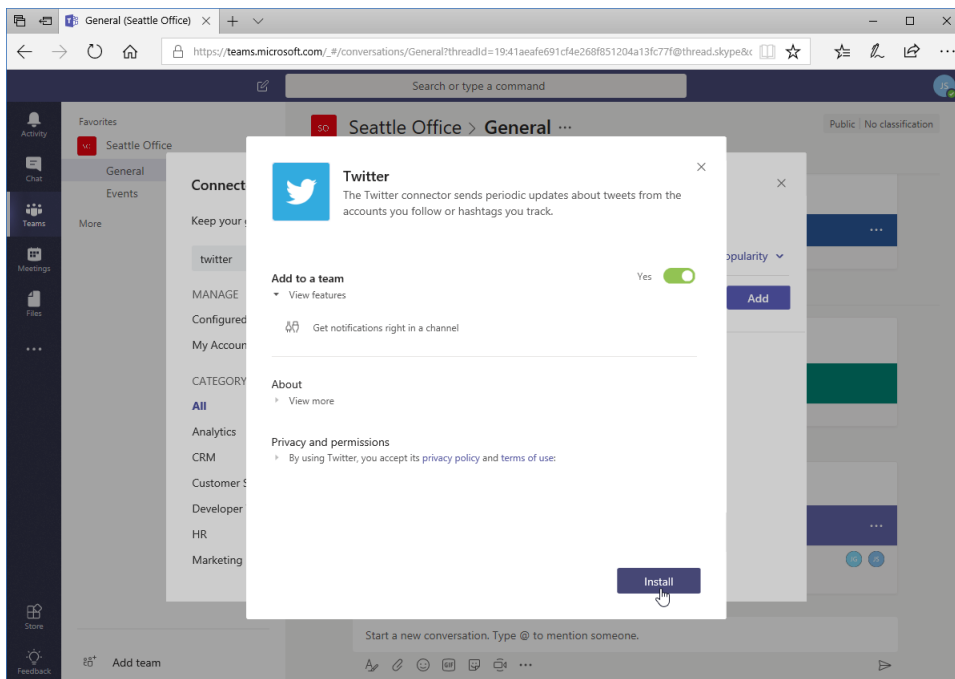 General (Seattle Office)
https://teams.microsoft.com/_#/conversations/General?threadId=19:41aeafe691cf4e268f851204a13fc77f@thread.skype&c
Search or type a command
JS
Activity
Chat
Teams
Meetings
Files
Store
Feedback
Favorites
Seattle Office
General
Events
More
Add team
SO
Seattle Office > General
Public
No classification
Connect
Keep your
twitter
opularity
MANAGE
Add
Configured
My Accoun
CATEGORY
All
Analytics
CRM
Customer S
Developer
HR
Marketing
Twitter
The Twitter connector sends periodic updates about tweets from the
accounts you follow or hashtags you track.
Add to a team
Yes
View features
Get notifications right in a channel
About
View more
Privacy and permissions
By using Twitter, you accept its privacy policy and terms of use:
Install
Start a new conversation. Type @ to mention someone.
GIF